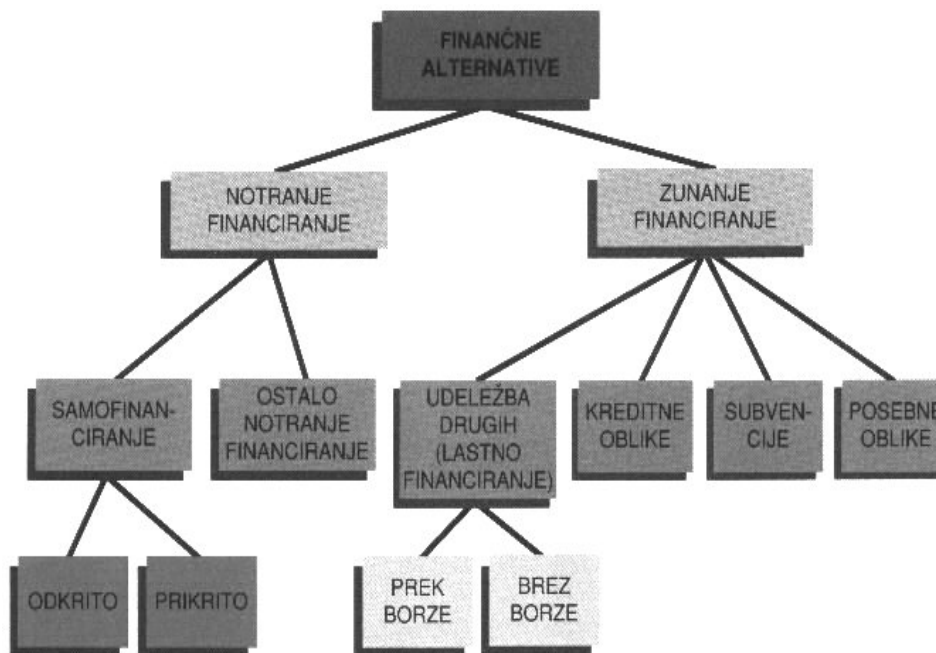 FINANČNE
ALTERNATIVE
NOTRANJE
FINANCIRANJE
ZUNANJE
FINANCIRANJE
SAMOFINAN-
CIRANJE
OSTALO
NOTRANJE
FINANCIRANJE
UDELEŽBA
DRUGIH
(LASTNO
FINANCIRANJE)
KREDITNE
OBLIKE
SUBVEN-
CIJE
POSEBNE
OBLIKE
ODKRITO
PRIKRITO
PREK
BORZE
BREZ
BORZE